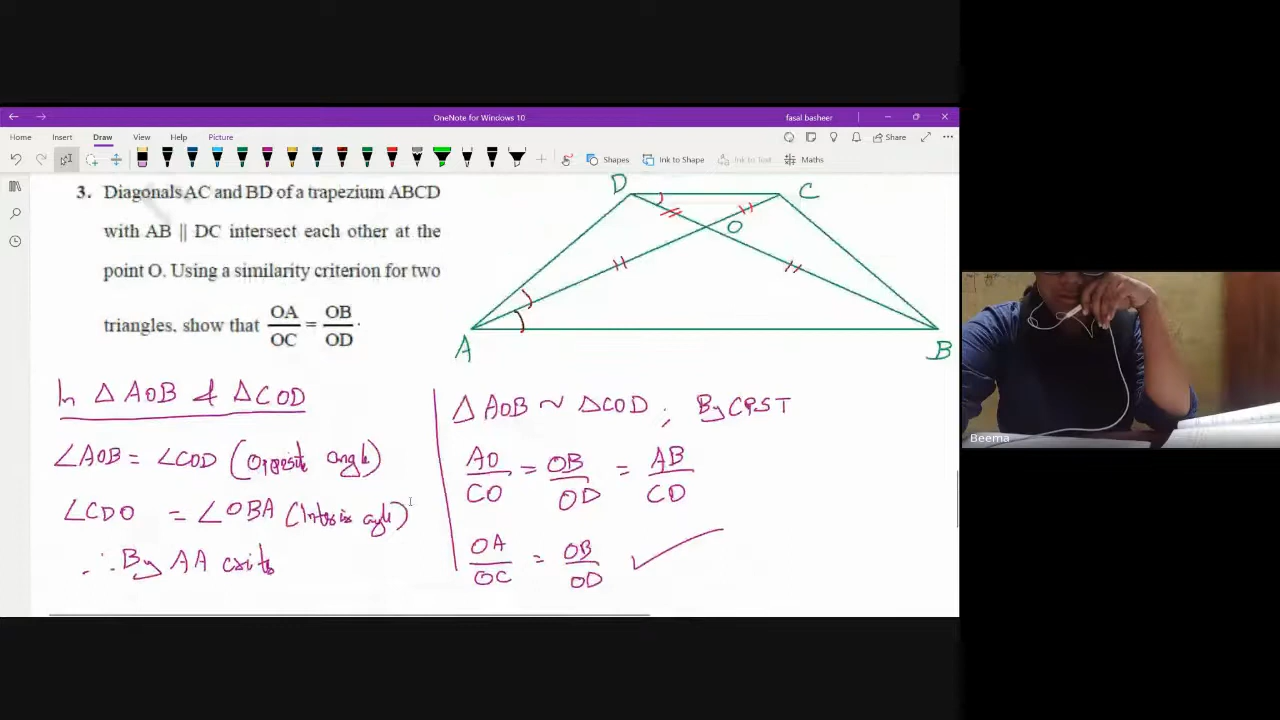 OneNote for Windows 10
fasal basheer
Home Insert Draw View Help Picture
Share
Shapes Ink to Shape Ink to Text Maths
3. Diagonals AC and BD of a trapezium ABCD
with AB || DC intersect each other at the
point O. Using a similarity criterion for two
triangles, show that OA/OC = OB/OD.
D C
O
A B
In △ AOB & △ COD
∠AOB = ∠COD (Opposite angle)
∠CDO = ∠OBA
∴ By AA
△ AOB ~ △COD ; By CPST
AO/CO = OB/OD = AB/CD
OA/OC = OB/OD
Beema